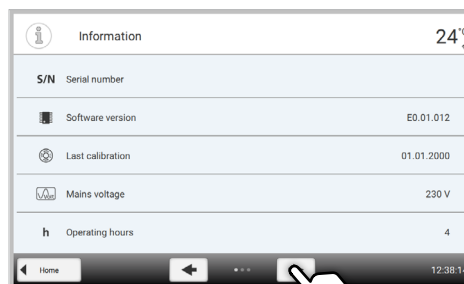 Information
24°
S/N Serial number
Software version E0.01.012
Last calibration 01.01.2000
Volt
Mains voltage 230 V
h Operating hours 4
Home
12:38:1